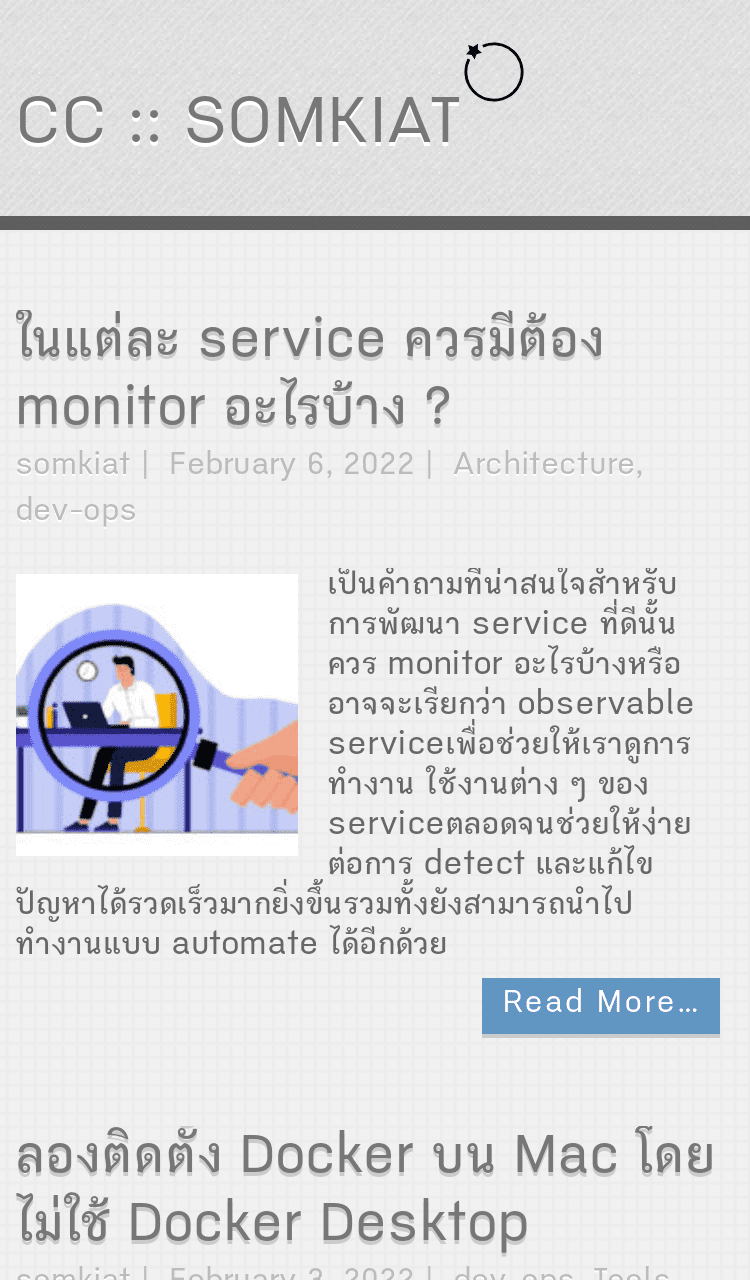 CC :: SOMKIAT
ในแต่ละ service ควรมีต้อง
monitor อะไรบ้าง ?
somkiat | February 6, 2022 | Architecture,
dev-ops
เป็นคำถามที่น่าสนใจสำหรับ
การพัฒนา service ที่ดีนั้น
ควร monitor อะไรบ้างหรือ
อาจจะเรียกว่า observable
serviceเพื่อช่วยให้เราดูการ
ทำงาน ใช้งานต่าง ๆ ของ
serviceตลอดจนช่วยให้ง่าย
ต่อการ detect และแก้ไข
ปัญหาได้รวดเร็วมากยิ่งขึ้นรวมทั้งยังสามารถนำไป
ทำงานแบบ automate ได้อีกด้วย
Read More…
ลองติดตั้ง Docker บน Mac โดย
ไม่ใช้ Docker Desktop
somkiat | February 3, 2022 | dev-ops, Tools